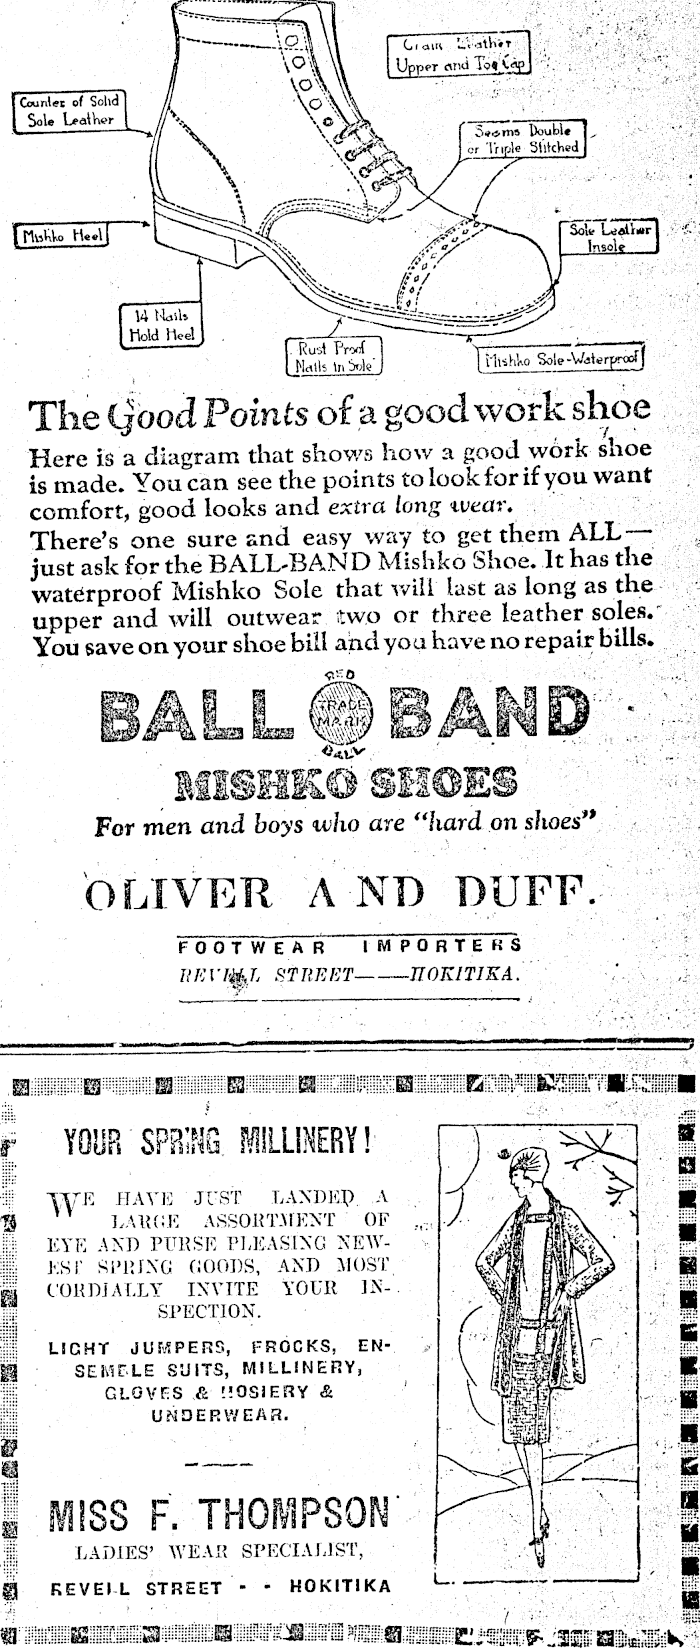 Grain Leather
Upper and Toe Cap
Counter of Solid
Sole Leather
Seams Double
or Triple Stitched
Mishko Heel
Sole Leather
Insole
14 Nails
Hold Heel
Rust Proof
Nails in Sole
Mishko Sole-Waterproof
The Good Points of a good work shoe
Here is a diagram that shows how a good work shoe
is made. You can see the points to look for if you want
comfort, good looks and extra long wear.
There's one sure and easy way to get them ALL—
just ask for the BALL-BAND Mishko Shoe. It has the
waterproof Mishko Sole that will last as long as the
upper and will outwear two or three leather soles.
You save on your shoe bill and you have no repair bills.
RED
BALL TRADE MARK BAND
BALL
MISHKO SHOES
For men and boys who are "hard on shoes"
OLIVER AND DUFF.
FOOTWEAR IMPORTERS
REVELL STREET——HOKITIKA.
YOUR SPRING MILLINERY!
WE HAVE JUST LANDED A
LARGE ASSORTMENT OF
EYE AND PURSE PLEASING NEW-
EST SPRING GOODS, AND MOST
CORDIALLY INVITE YOUR IN-
SPECTION.
LIGHT JUMPERS, FROCKS, EN-
SEMBLE SUITS, MILLINERY,
GLOVES & HOSIERY &
UNDERWEAR.
MISS F. THOMPSON
LADIES' WEAR SPECIALIST,
REVELL STREET - - HOKITIKA